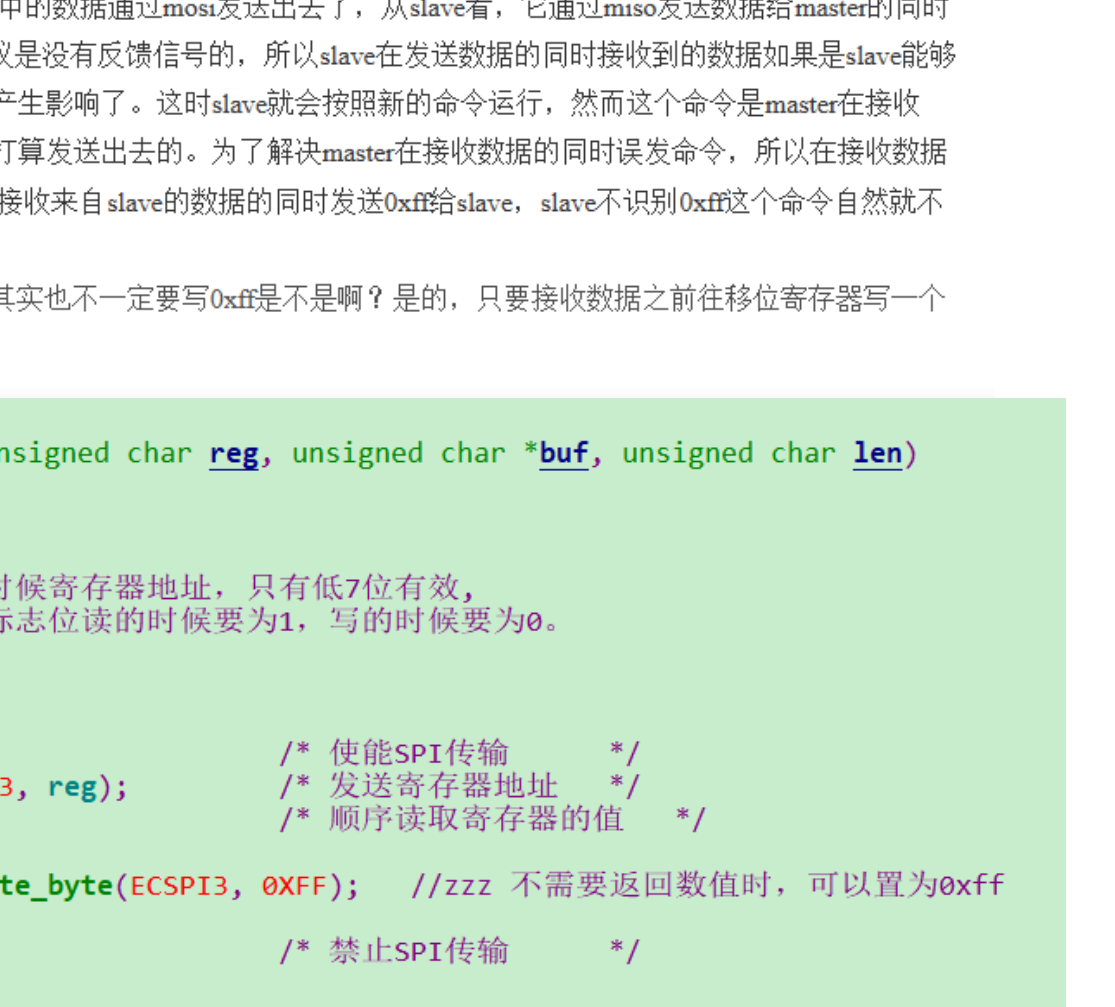 中的数据通过mosi发送出去了，从slave看，它通过miso发送数据给master的同时
议是没有反馈信号的，所以slave在发送数据的同时接收到的数据如果是slave能够
产生影响了。这时slave就会按照新的命令运行，然而这个命令是master在接收
打算发送出去的。为了解决master在接收数据的同时误发命令，所以在接收数据
接收来自slave的数据的同时发送0xff给slave，slave不识别0xff这个命令自然就不
其实也不一定要写0xff是不是啊？是的，只要接收数据之前往移位寄存器写一个
nsigned char reg, unsigned char *buf, unsigned char len)
时候寄存器地址，只有低7位有效,
标志位读的时候要为1，写的时候要为0。
/* 使能SPI传输 */
3, reg); /* 发送寄存器地址 */
/* 顺序读取寄存器的值 */
te_byte(ECSPI3, 0XFF); //zzz 不需要返回数值时，可以置为0xff
/* 禁止SPI传输 */